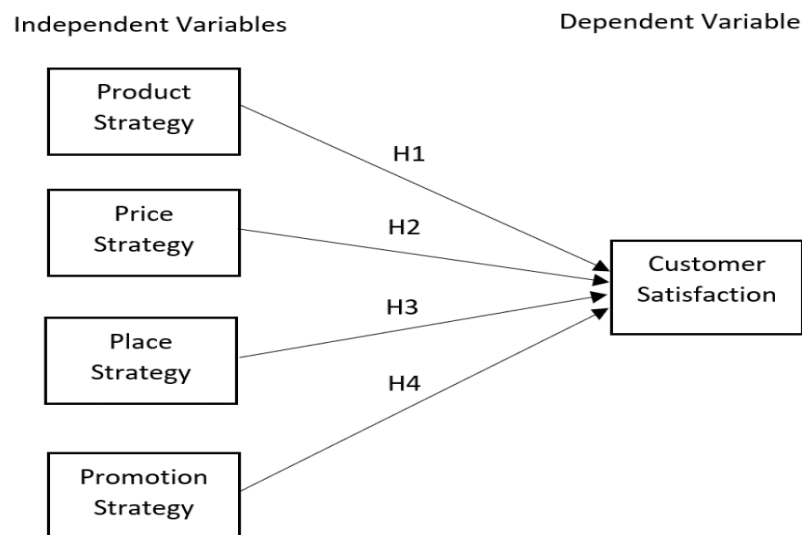 Independent Variables
Dependent Variable
Product
Strategy
H1
Price
Strategy
H2
Customer
Satisfaction
H3
Place
Strategy
H4
Promotion
Strategy